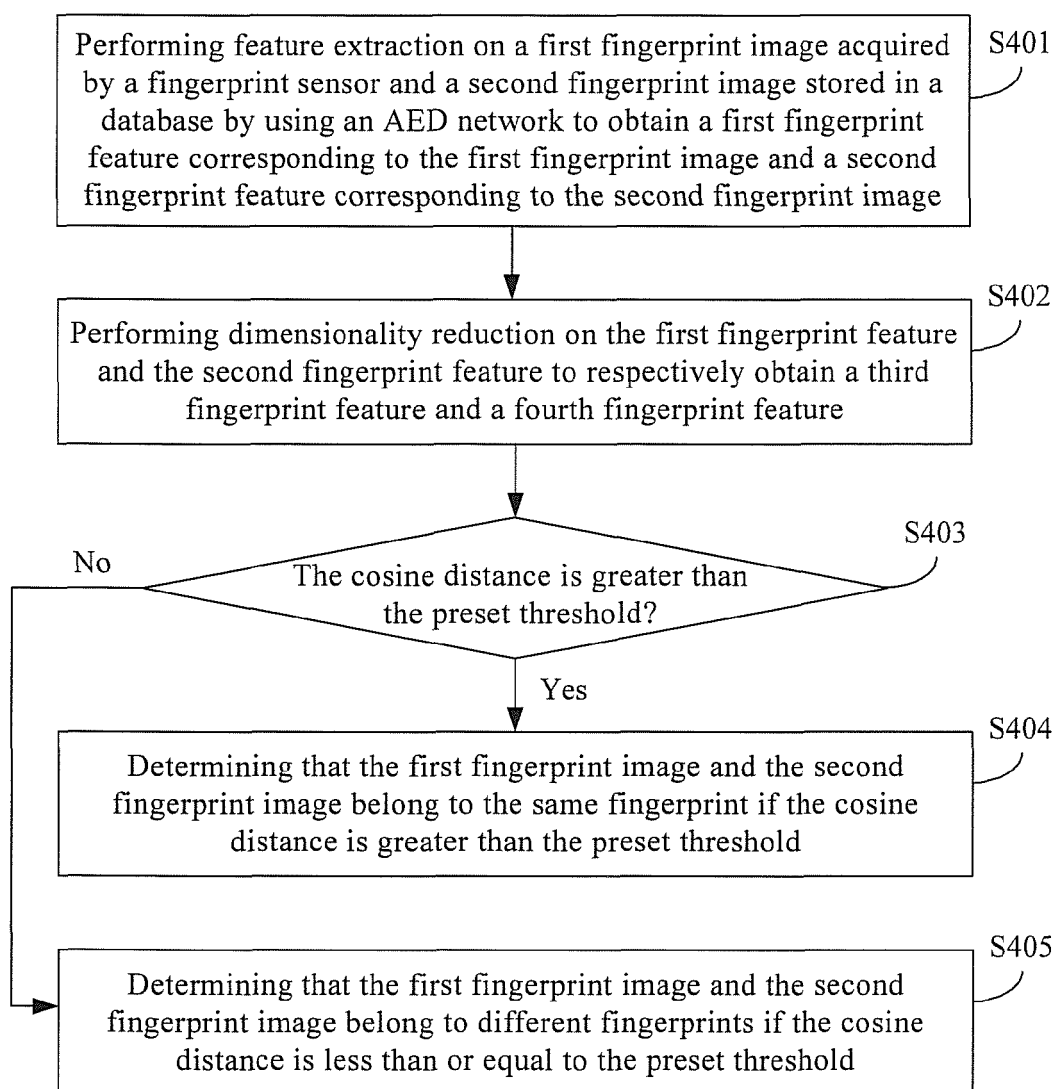 Performing feature extraction on a first fingerprint image acquired
by a fingerprint sensor and a second fingerprint image stored in a
database by using an AED network to obtain a first fingerprint
feature corresponding to the first fingerprint image and a second
fingerprint feature corresponding to the second fingerprint image
S401
Performing dimensionality reduction on the first fingerprint feature
and the second fingerprint feature to respectively obtain a third
fingerprint feature and a fourth fingerprint feature
S402
The cosine distance is greater than
the preset threshold?
S403
No
Yes
Determining that the first fingerprint image and the second
fingerprint image belong to the same fingerprint if the cosine
distance is greater than the preset threshold
S404
Determining that the first fingerprint image and the second
fingerprint image belong to different fingerprints if the cosine
distance is less than or equal to the preset threshold
S405